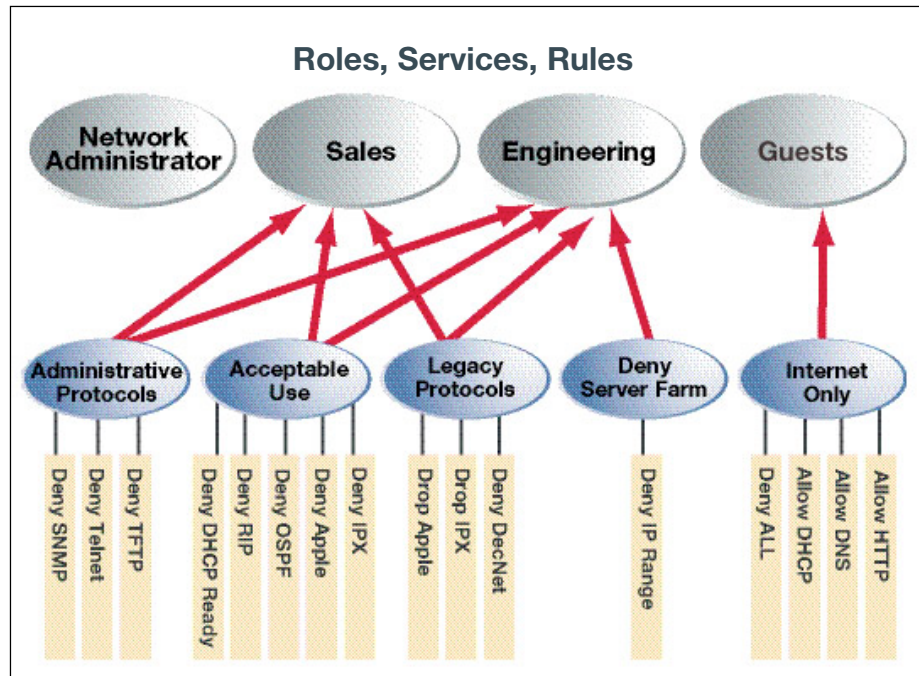 Roles, Services, Rules
Network
Administrator
Sales
Engineering
Guests
Administrative
Protocols
Acceptable
Use
Legacy
Protocols
Deny
Server Farm
Internet
Only
Deny SNMP
Deny Telnet
Deny TFTP
Deny DHCP Ready
Deny RIP
Deny OSPF
Deny Apple
Deny IPX
Drop Apple
Drop IPX
Deny DecNet
Deny IP Range
Deny ALL
Allow DHCP
Allow DNS
Allow HTTP